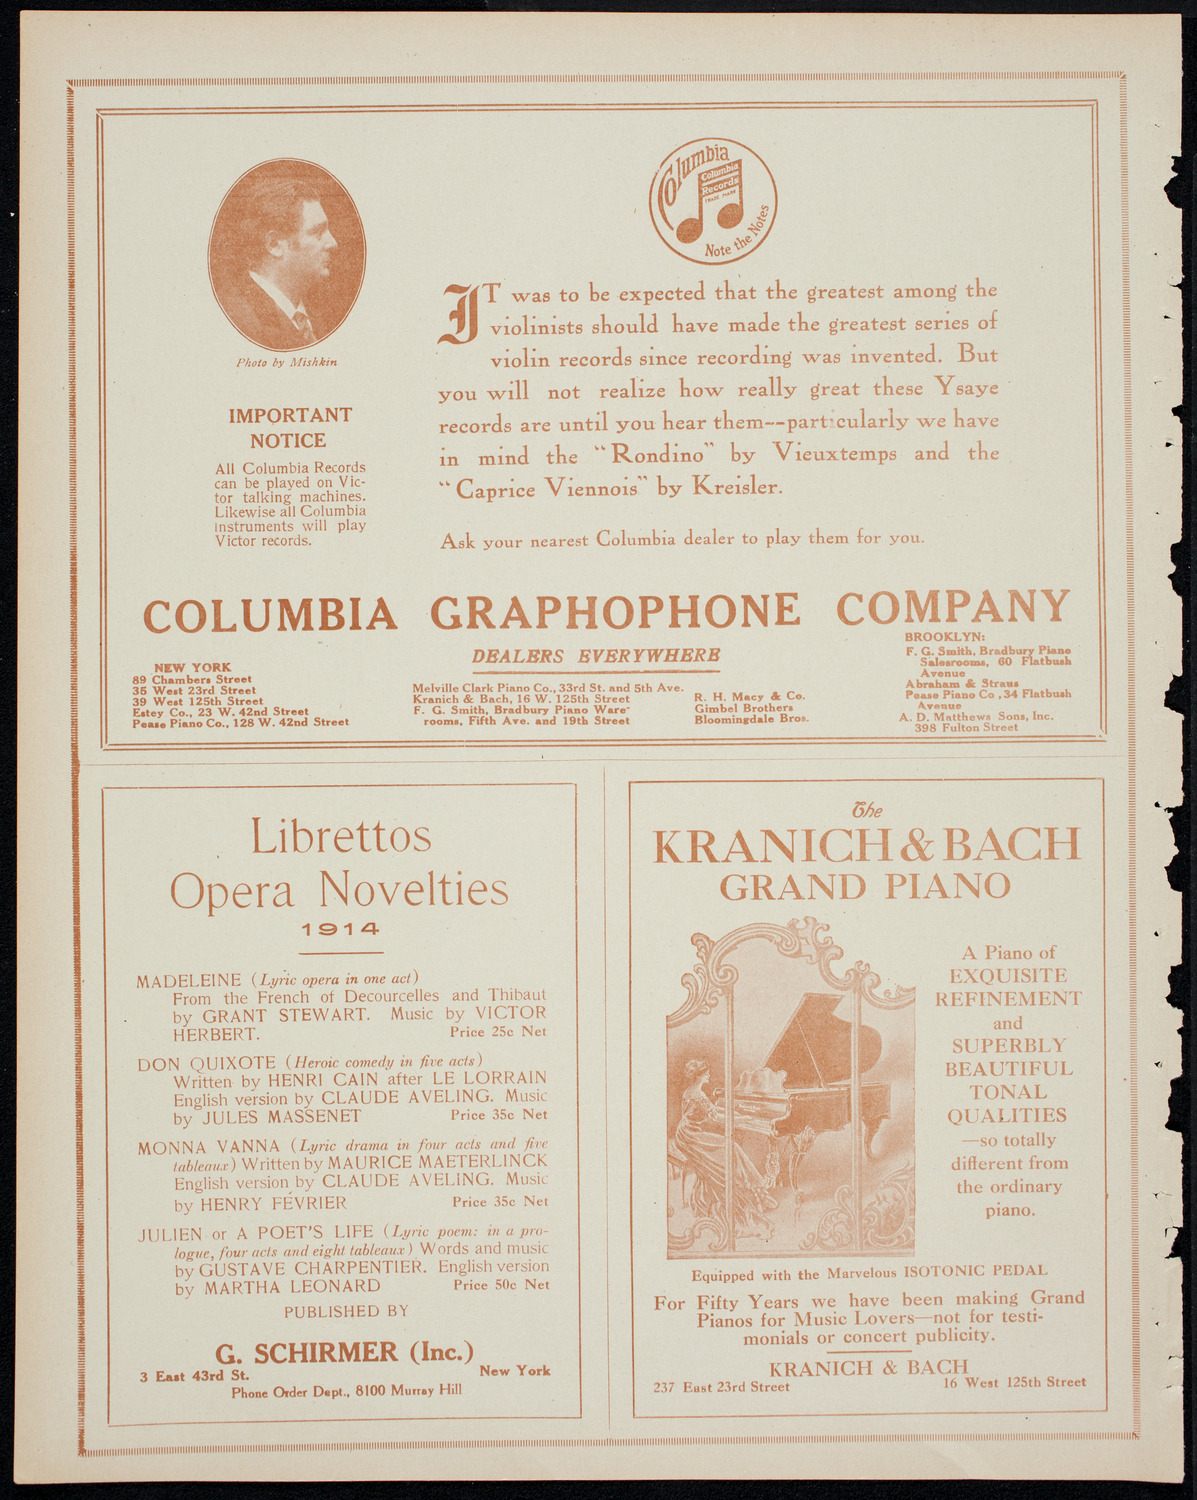 Columbia
Columbia
Records
TRADE MARK
Note the Notes
Photo by Mishkin
IMPORTANT
NOTICE
All Columbia Records
can be played on Vic-
tor talking machines.
Likewise all Columbia
Instruments will play
Victor records.
IT was to be expected that the greatest among the
violinists should have made the greatest series of
violin records since recording was invented. But
you will not realize how really great these Ysaye
records are until you hear them--particularly we have
in mind the "Rondino" by Vieuxtemps and the
"Caprice Viennois" by Kreisler.
Ask your nearest Columbia dealer to play them for you.
COLUMBIA GRAPHOPHONE COMPANY
DEALERS EVERYWHERE
NEW YORK
89 Chambers Street
35 West 23rd Street
39 West 125th Street
Estey Co., 23 W. 42nd Street
Pease Piano Co., 128 W. 42nd Street
Melville Clark Piano Co., 33rd St. and 5th Ave.
Kranich & Bach, 16 W. 125th Street
F. G. Smith, Bradbury Piano Ware-
rooms, Fifth Ave. and 19th Street
R. H. Macy & Co.
Gimbel Brothers
Bloomingdale Bros.
BROOKLYN:
F. G. Smith, Bradbury Piano
Salesrooms, 60 Flatbush
Avenue
Abraham & Straus
Pease Piano Co., 34 Flatbush
Avenue
A. D. Matthews Sons, Inc.
398 Fulton Street
Librettos
Opera Novelties
1914
MADELEINE (Lyric opera in one act)
From the French of Decourcelles and Thibaut
by GRANT STEWART. Music by VICTOR
HERBERT. Price 25c Net
DON QUIXOTE (Heroic comedy in five acts)
Written by HENRI CAIN after LE LORRAIN
English version by CLAUDE AVELING. Music
by JULES MASSENET Price 35c Net
MONNA VANNA (Lyric drama in four acts and five
tableaux) Written by MAURICE MAETERLINCK
English version by CLAUDE AVELING. Music
by HENRY FÉVRIER Price 35c Net
JULIEN or A POET'S LIFE (Lyric poem: in a pro-
logue, four acts and eight tableaux) Words and music
by GUSTAVE CHARPENTIER. English version
by MARTHA LEONARD Price 50c Net
PUBLISHED BY
G. SCHIRMER (Inc.)
3 East 43rd St. New York
Phone Order Dept., 8100 Murray Hill
The
KRANICH & BACH
GRAND PIANO
A Piano of
EXQUISITE
REFINEMENT
and
SUPERBLY
BEAUTIFUL
TONAL
QUALITIES
—so totally
different from
the ordinary
piano.
Equipped with the Marvelous ISOTONIC PEDAL
For Fifty Years we have been making Grand
Pianos for Music Lovers—not for testi-
monials or concert publicity.
KRANICH & BACH
237 East 23rd Street 16 West 125th Street